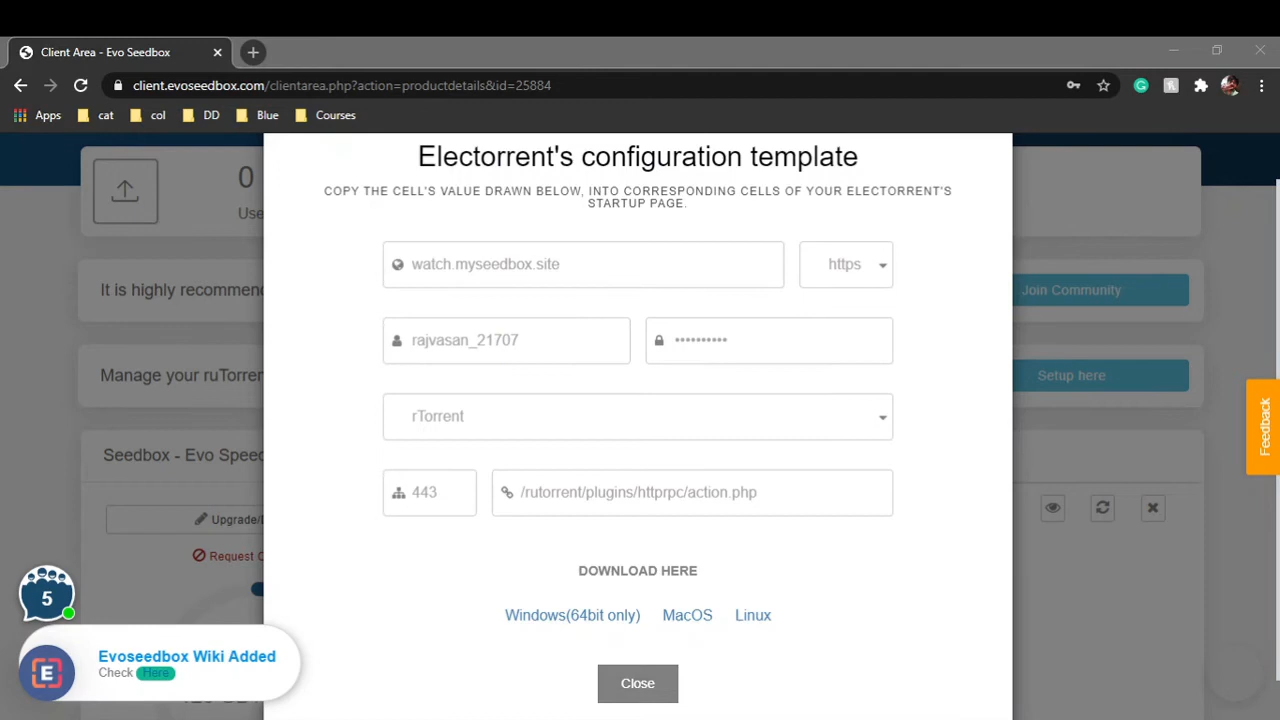 Client Area - Evo Seedbox
client.evoseedbox.com/clientarea.php?action=productdetails&id=25884
Apps cat col DD Blue Courses
Electorrent's configuration template
COPY THE CELL'S VALUE DRAWN BELOW, INTO CORRESPONDING CELLS OF YOUR ELECTORRENT'S
STARTUP PAGE.
0
Use
watch.myseedbox.site https
It is highly recommen
Join Community
rajvasan_21707 ••••••••••
Manage your ruTorren
Setup here
rTorrent
Feedback
Seedbox - Evo Spee
443 /rutorrent/plugins/httprpc/action.php
Upgrade/
Request C
DOWNLOAD HERE
Windows(64bit only) MacOS Linux
5
Evoseedbox Wiki Added
Check Here
E
Close